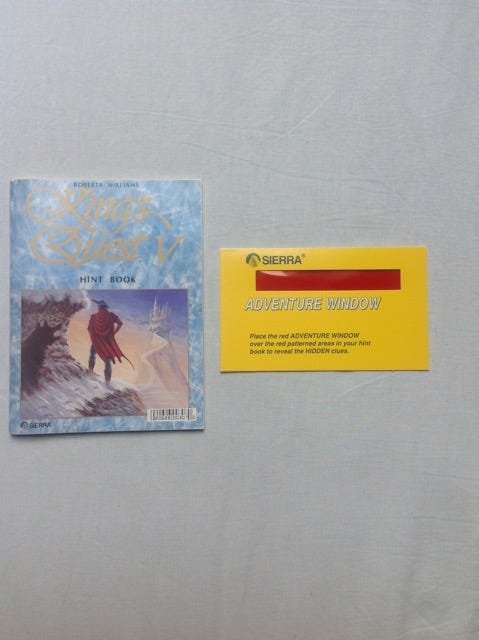 ROBERTA WILLIAMS
King's
Quest V
HINT BOOK
SIERRA
SIERRA
ADVENTURE WINDOW
Place the red ADVENTURE WINDOW
over the red patterned areas in your hint
book to reveal the HIDDEN clues.